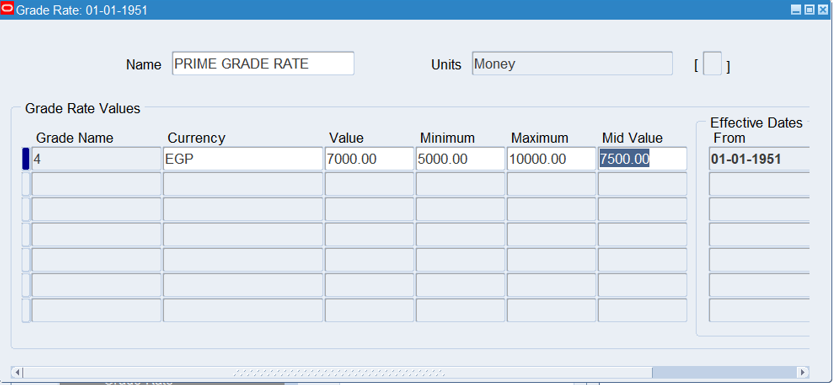 Grade Rate: 01-01-1951
Name PRIME GRADE RATE Units Money [ ]
Grade Rate Values
Effective Dates
Grade Name Currency Value Minimum Maximum Mid Value From
4 EGP 7000.00 5000.00 10000.00 7500.00 01-01-1951